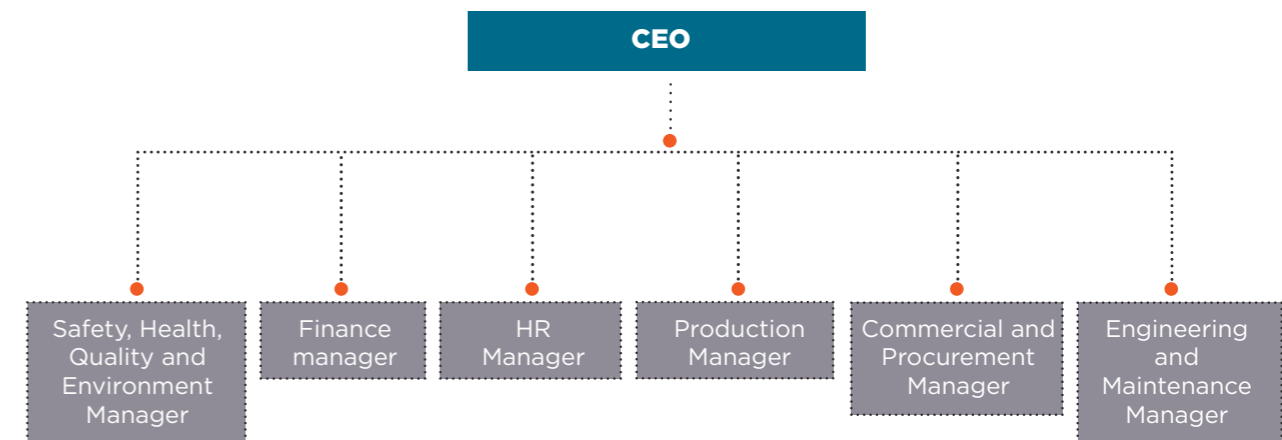 CEO
Safety, Health,
Quality and
Environment
Manager
Finance
manager
HR
Manager
Production
Manager
Commercial and
Procurement
Manager
Engineering
and
Maintenance
Manager